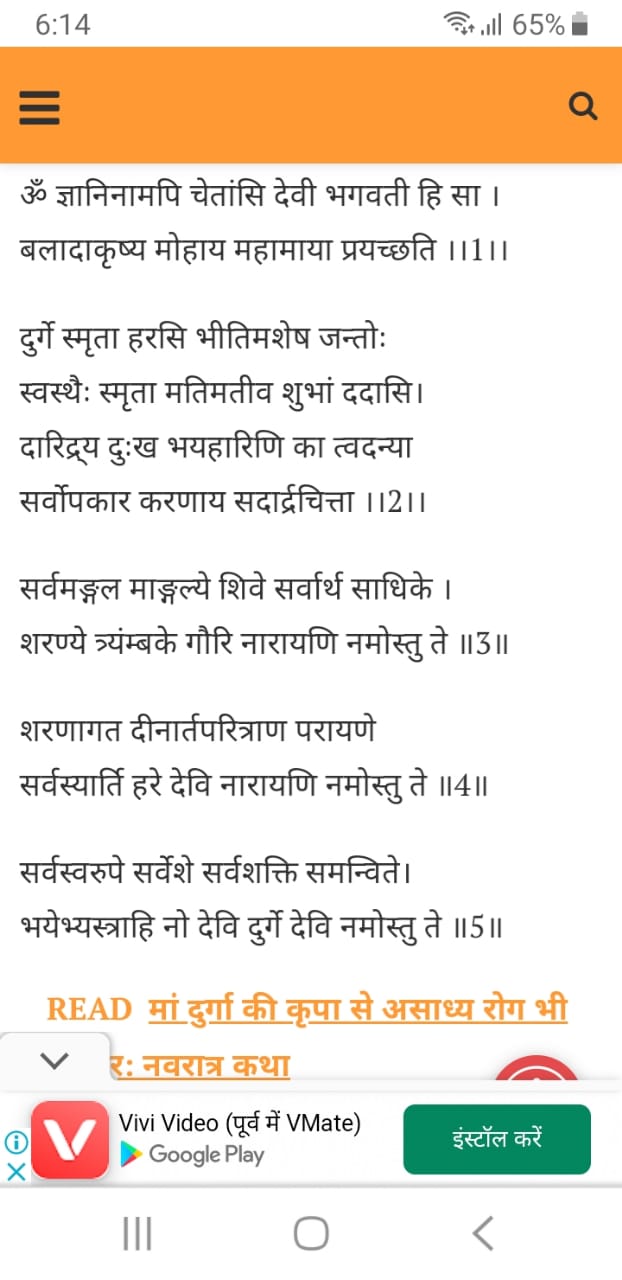 6:14 65%
ॐ ज्ञानिनामपि चेतांसि देवी भगवती हि सा ।
बलादाकृष्य मोहाय महामाया प्रयच्छति ।।1।।
दुर्गे स्मृता हरसि भीतिमशेष जन्तोः
स्वस्थैः स्मृता मतिमतीव शुभां ददासि।
दारिद्र्य दुःख भयहारिणि का त्वदन्या
सर्वोपकार करणाय सदार्द्रचित्ता ।।2।।
सर्वमङ्गल माङ्गल्ये शिवे सर्वार्थ साधिके ।
शरण्ये त्र्यंम्बके गौरि नारायणि नमोस्तु ते ॥3॥
शरणागत दीनार्तपरित्राण परायणे
सर्वस्यार्ति हरे देवि नारायणि नमोस्तु ते ॥4॥
सर्वस्वरुपे सर्वेशे सर्वशक्ति समन्विते।
भयेभ्यस्त्राहि नो देवि दुर्गे देवि नमोस्तु ते ॥5॥
READ मां दुर्गा की कृपा से असाध्य रोग भी
र: नवरात्र कथा
Vivi Video (पूर्व में VMate)
Google Play
इंस्टॉल करें